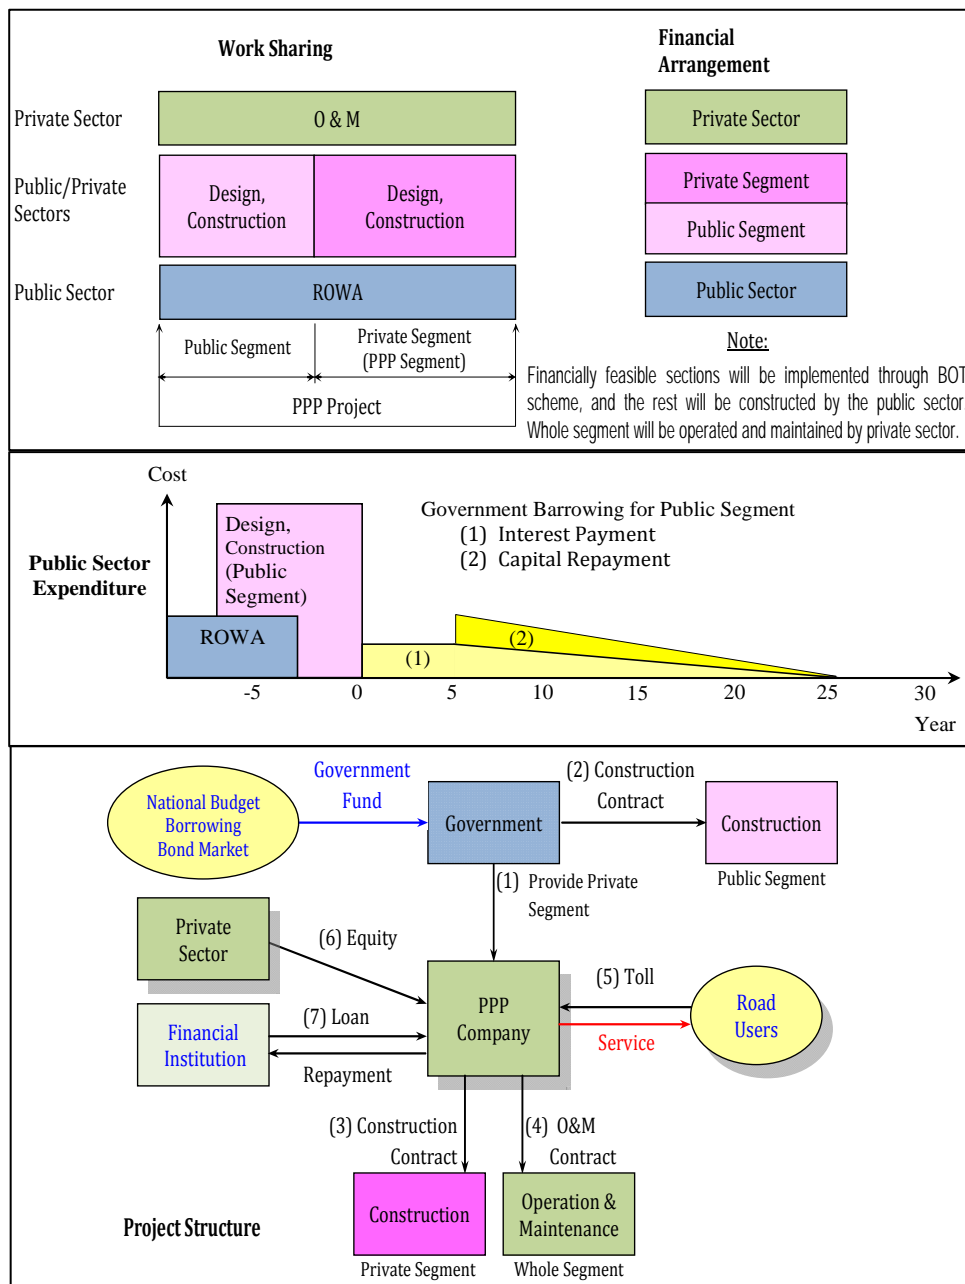 Work Sharing
Financial
Arrangement
Private Sector
O & M
Private Sector
Public/Private
Sectors
Design,
Construction
Design,
Construction
Private Segment
Public Segment
Public Sector
ROWA
Public Sector
Public Segment
Private Segment
(PPP Segment)
PPP Project
Note:
Financially feasible sections will be implemented through BOT
scheme, and the rest will be constructed by the public sector.
Whole segment will be operated and maintained by private sector.
Cost
Public Sector
Expenditure
Design,
Construction
(Public
Segment)
ROWA
Government Barrowing for Public Segment
(1) Interest Payment
(2) Capital Repayment
(1)
(2)
-5 0 5 10 15 20 25 30
Year
National Budget
Borrowing
Bond Market
Government
Fund
Government
(2) Construction
Contract
Construction
Public Segment
(1) Provide Private
Segment
Private
Sector
(6) Equity
PPP
Company
(5) Toll
Service
Road
Users
Financial
Institution
(7) Loan
Repayment
(3) Construction
Contract
(4) O&M
Contract
Construction
Private Segment
Operation &
Maintenance
Whole Segment
Project Structure